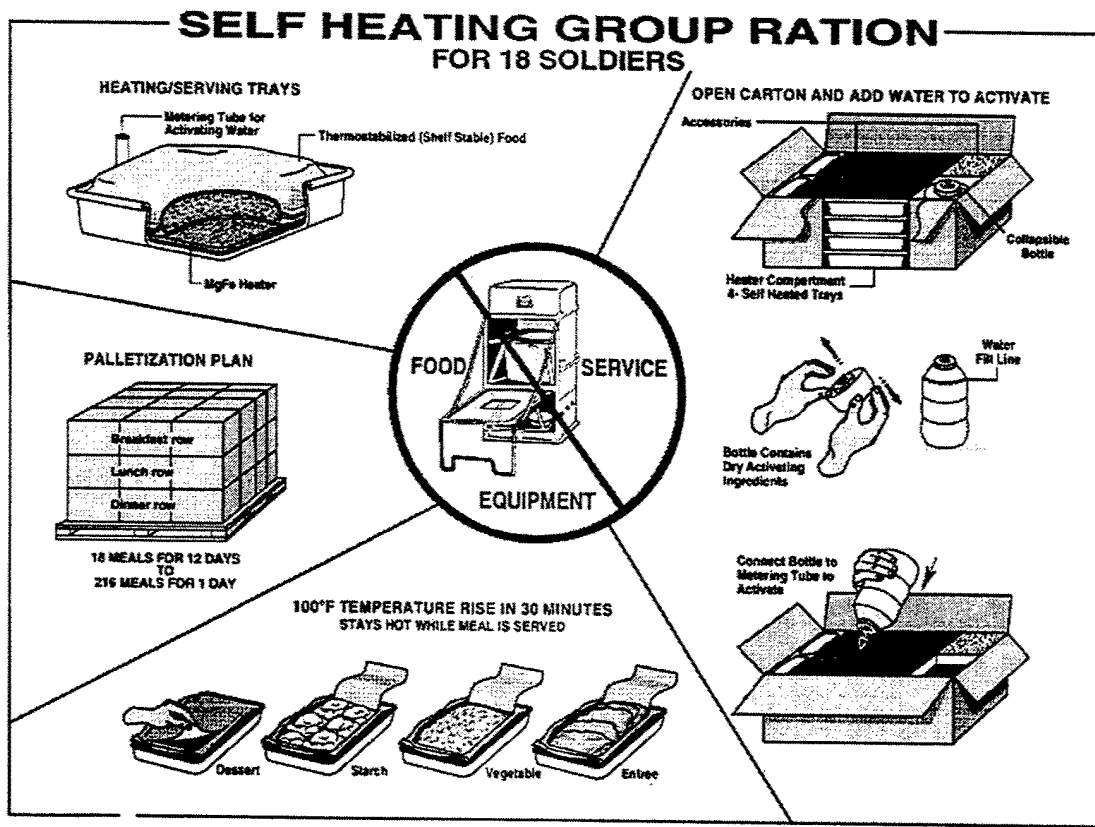 SELF HEATING GROUP RATION
FOR 18 SOLDIERS
HEATING/SERVING TRAYS
Metering Tube for
Activating Water
Thermostabilized (Shelf Stable) Food
MgFe Heater
OPEN CARTON AND ADD WATER TO ACTIVATE
Accessories
Collapsible
Bottle
Heater Compartment
4- Self Heated Trays
FOOD
SERVICE
EQUIPMENT
PALLETIZATION PLAN
Breakfast row
Lunch row
Dinner row
18 MEALS FOR 12 DAYS
TO
216 MEALS FOR 1 DAY
Water
Fill Line
Bottle Contains
Dry Activating
Ingredients
Connect Bottle to
Metering Tube to
Activate
100°F TEMPERATURE RISE IN 30 MINUTES
STAYS HOT WHILE MEAL IS SERVED
Dessert
Starch
Vegetable
Entree